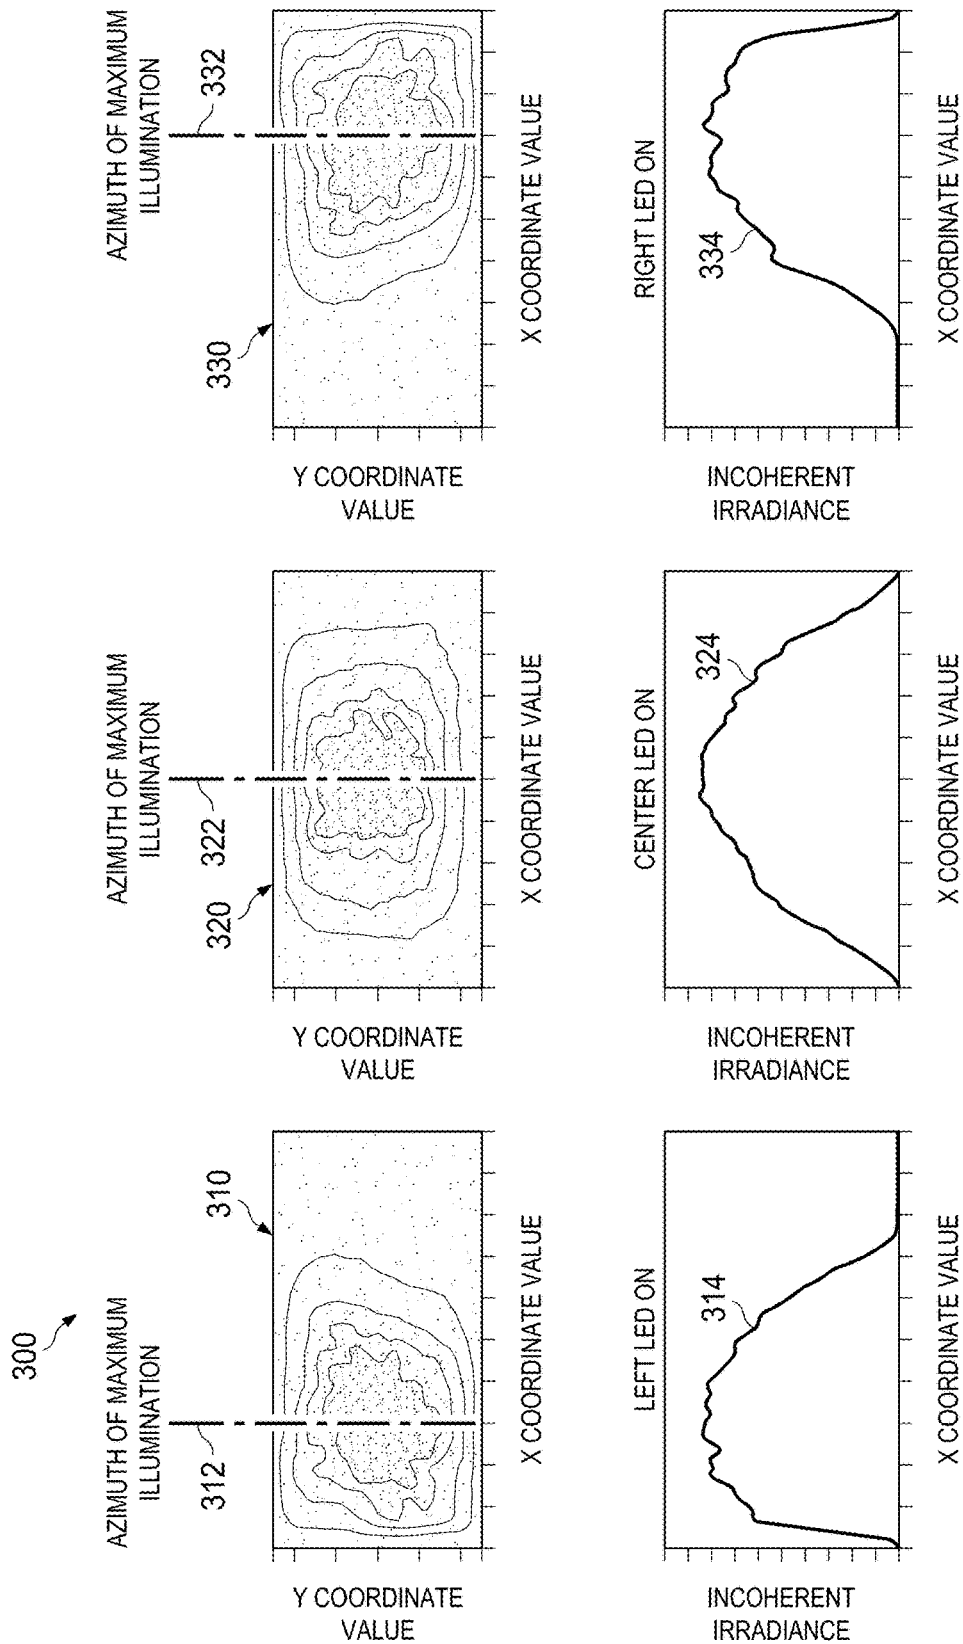 300
AZIMUTH OF MAXIMUM
ILLUMINATION
312
310
Y COORDINATE
VALUE
X COORDINATE VALUE
AZIMUTH OF MAXIMUM
ILLUMINATION
322
320
Y COORDINATE
VALUE
X COORDINATE VALUE
AZIMUTH OF MAXIMUM
ILLUMINATION
332
330
Y COORDINATE
VALUE
X COORDINATE VALUE
LEFT LED ON
314
INCOHERENT
IRRADIANCE
X COORDINATE VALUE
CENTER LED ON
324
INCOHERENT
IRRADIANCE
X COORDINATE VALUE
RIGHT LED ON
334
INCOHERENT
IRRADIANCE
X COORDINATE VALUE